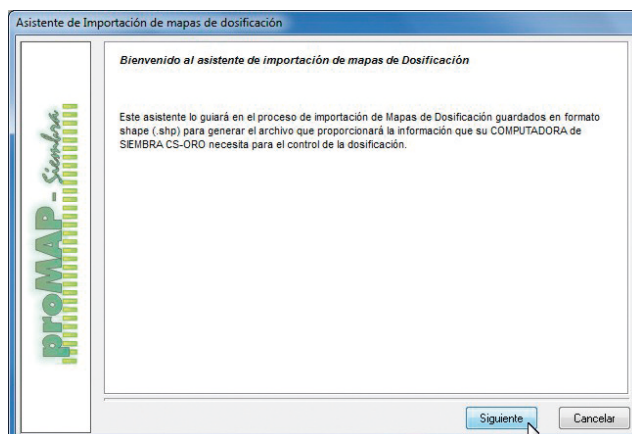 Asistente de Importación de mapas de dosificación
Bienvenido al asistente de importación de mapas de Dosificación
Este asistente lo guiará en el proceso de importación de Mapas de Dosificación guardados en formato
shape (.shp) para generar el archivo que proporcionará la información que su COMPUTADORA de
SIEMBRA CS-ORO necesita para el control de la dosificación.
proMAP - Siembra
Siguiente
Cancelar